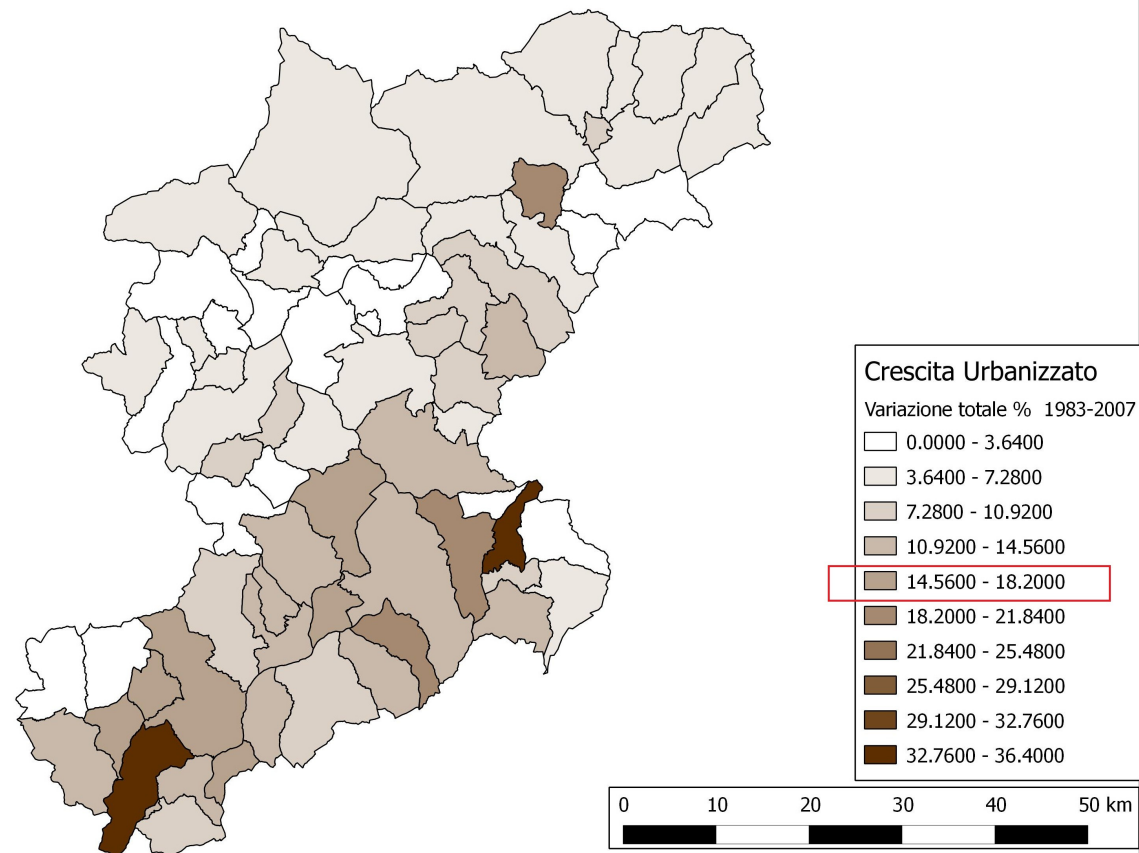 Crescita Urbanizzato
Variazione totale % 1983-2007
0.0000 - 3.6400
3.6400 - 7.2800
7.2800 - 10.9200
10.9200 - 14.5600
14.5600 - 18.2000
18.2000 - 21.8400
21.8400 - 25.4800
25.4800 - 29.1200
29.1200 - 32.7600
32.7600 - 36.4000
0 10 20 30 40 50 km